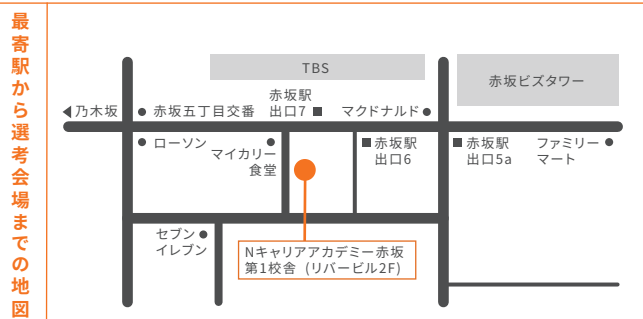 最寄駅から選考会場までの地図
TBS
赤坂ビズタワー
乃木坂
赤坂五丁目交番
赤坂駅
出口7
マクドナルド
ローソン
マイカリー
食堂
赤坂駅
出口6
赤坂駅
出口5a
ファミリー
マート
セブン
イレブン
Nキャリアアカデミー赤坂
第1校舎 (リバービル2F)